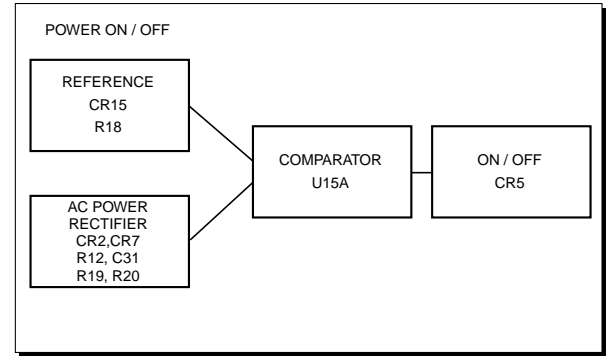 POWER ON / OFF
REFERENCE
CR15
R18
AC POWER
RECTIFIER
CR2,CR7
R12, C31
R19, R20
COMPARATOR
U15A
ON / OFF
CR5